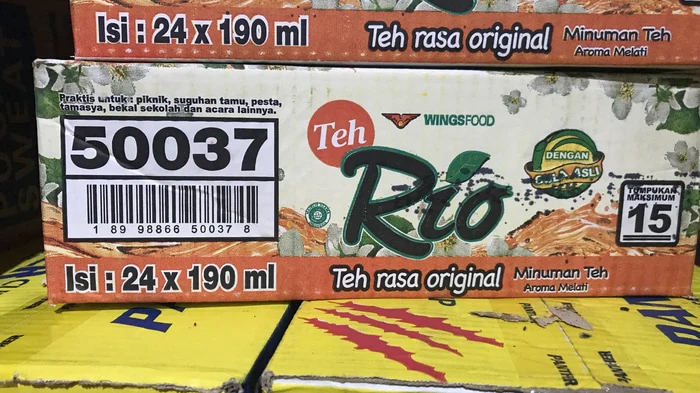 Isi : 24 x 190 ml
Teh rasa original
Minuman Teh
Aroma Melati
Praktis untuk : piknik, suguhan tamu, pesta,
tamasya, bekal sekolah dan acara lainnya.
50037
1 89 98866 50037 8
Teh
WINGSFOOD
Rio
DENGAN
GULA ASLI
TUMPUKAN
MAKSIMUM
15
Isi : 24 x 190 ml
Teh rasa original
Minuman Teh
Aroma Melati